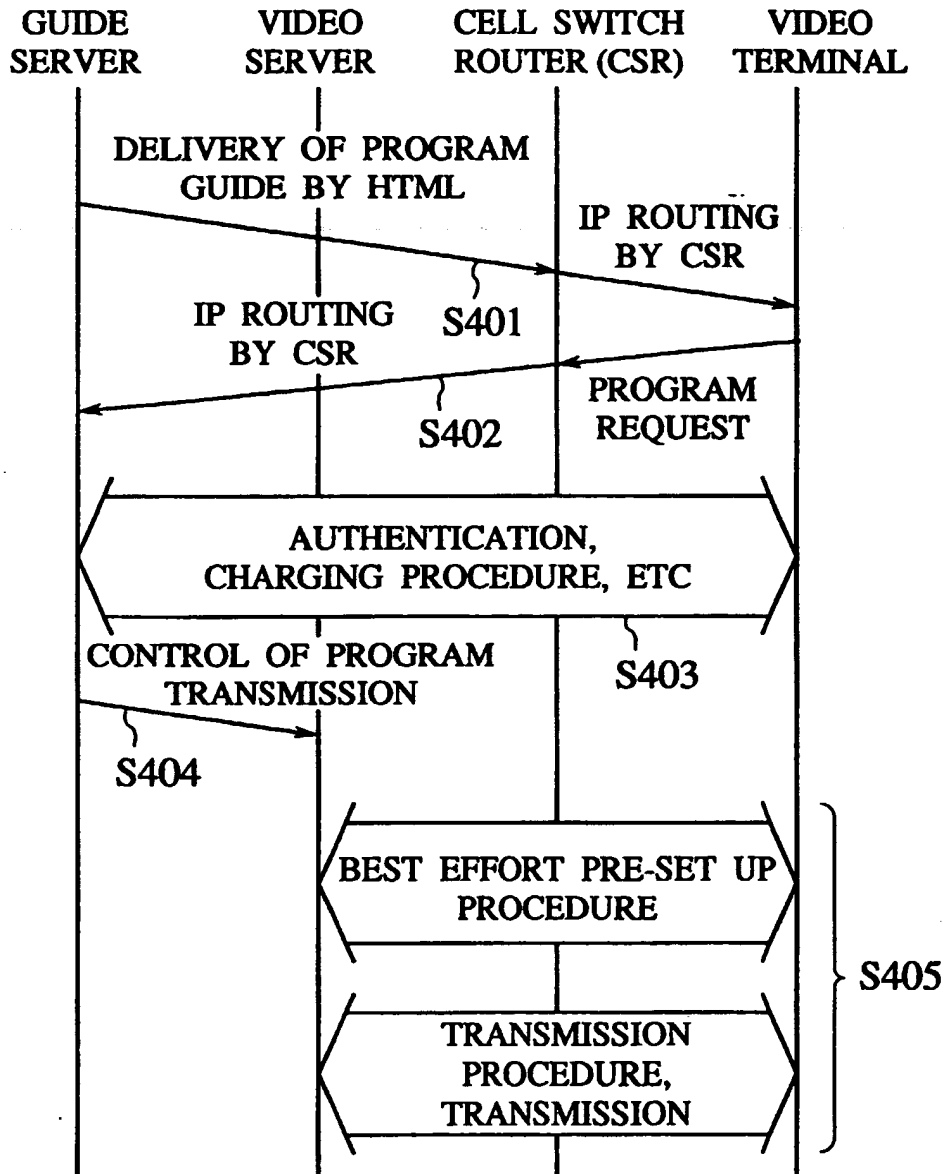 GUIDE SERVER
VIDEO SERVER
CELL SWITCH ROUTER (CSR)
VIDEO TERMINAL
DELIVERY OF PROGRAM
GUIDE BY HTML
IP ROUTING
BY CSR
S401
IP ROUTING
BY CSR
PROGRAM
REQUEST
S402
AUTHENTICATION,
CHARGING PROCEDURE, ETC
S403
CONTROL OF PROGRAM
TRANSMISSION
S404
BEST EFFORT PRE-SET UP
PROCEDURE
S405
TRANSMISSION
PROCEDURE,
TRANSMISSION